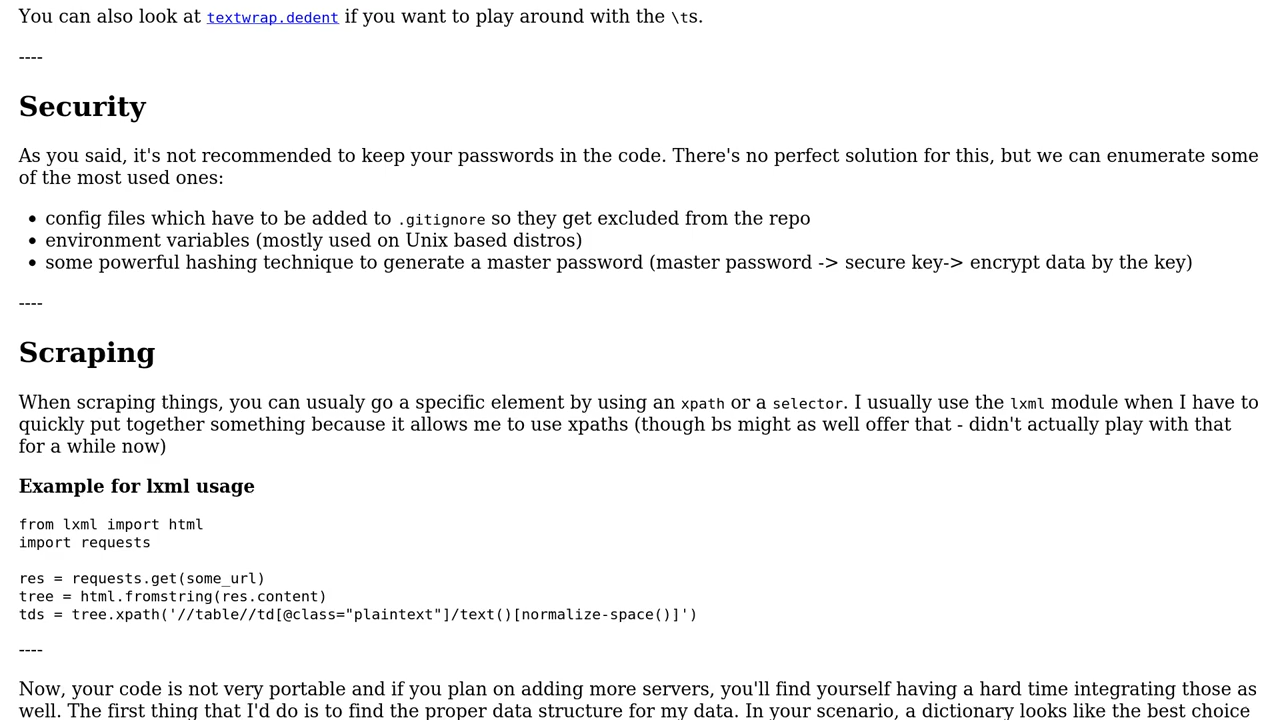 You can also look at textwrap.dedent if you want to play around with the \ts.
----
Security
As you said, it's not recommended to keep your passwords in the code. There's no perfect solution for this, but we can enumerate some
of the most used ones:
• config files which have to be added to .gitignore so they get excluded from the repo
• environment variables (mostly used on Unix based distros)
• some powerful hashing technique to generate a master password (master password -> secure key-> encrypt data by the key)
----
Scraping
When scraping things, you can usualy go a specific element by using an xpath or a selector. I usually use the lxml module when I have to
quickly put together something because it allows me to use xpaths (though bs might as well offer that - didn't actually play with that
for a while now)
Example for lxml usage
from lxml import html
import requests
res = requests.get(some_url)
tree = html.fromstring(res.content)
tds = tree.xpath('//table//td[@class="plaintext"]/text()[normalize-space()]')
----
Now, your code is not very portable and if you plan on adding more servers, you'll find yourself having a hard time integrating those as
well. The first thing that I'd do is to find the proper data structure for my data. In your scenario, a dictionary looks like the best choice